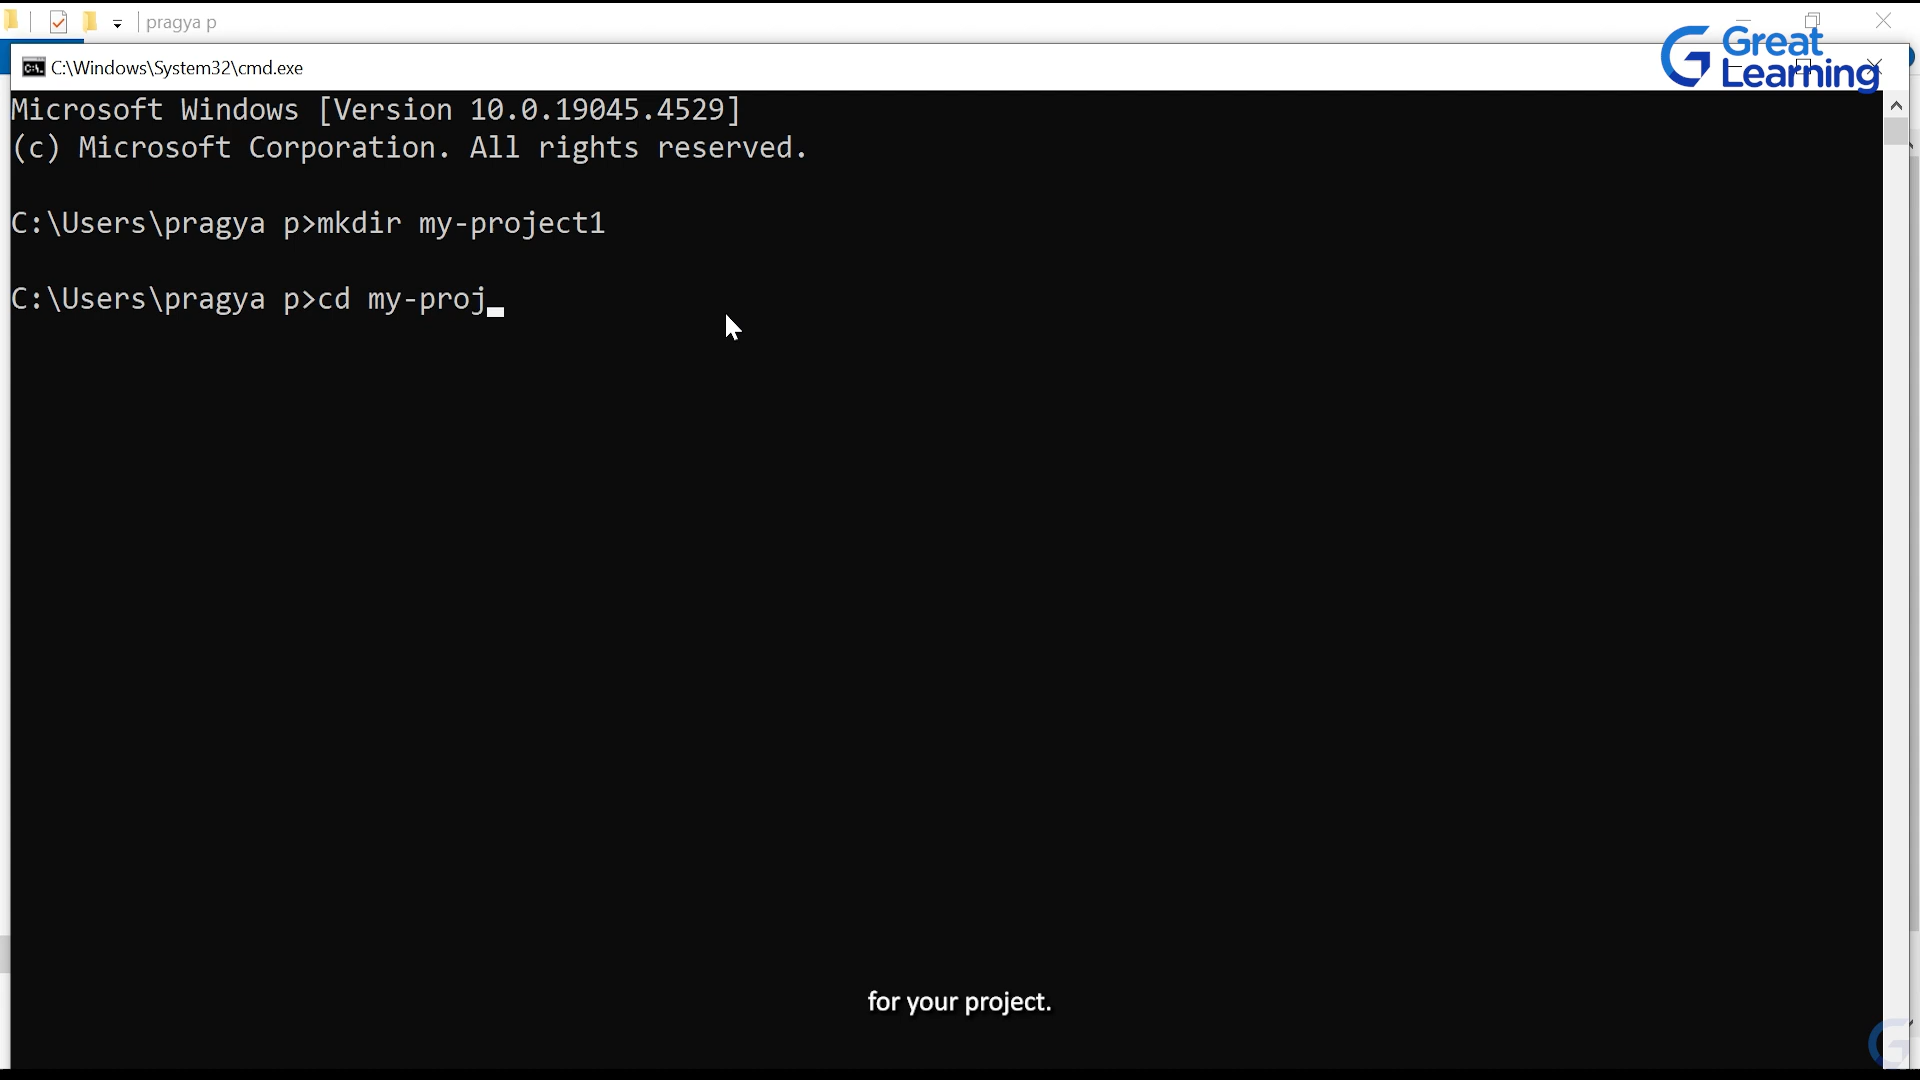 pragya p
Great
Learning
C:\Windows\System32\cmd.exe
Microsoft Windows [Version 10.0.19045.4529]
(c) Microsoft Corporation. All rights reserved.
C:\Users\pragya p>mkdir my-project1
C:\Users\pragya p>cd my-proj
for your project.